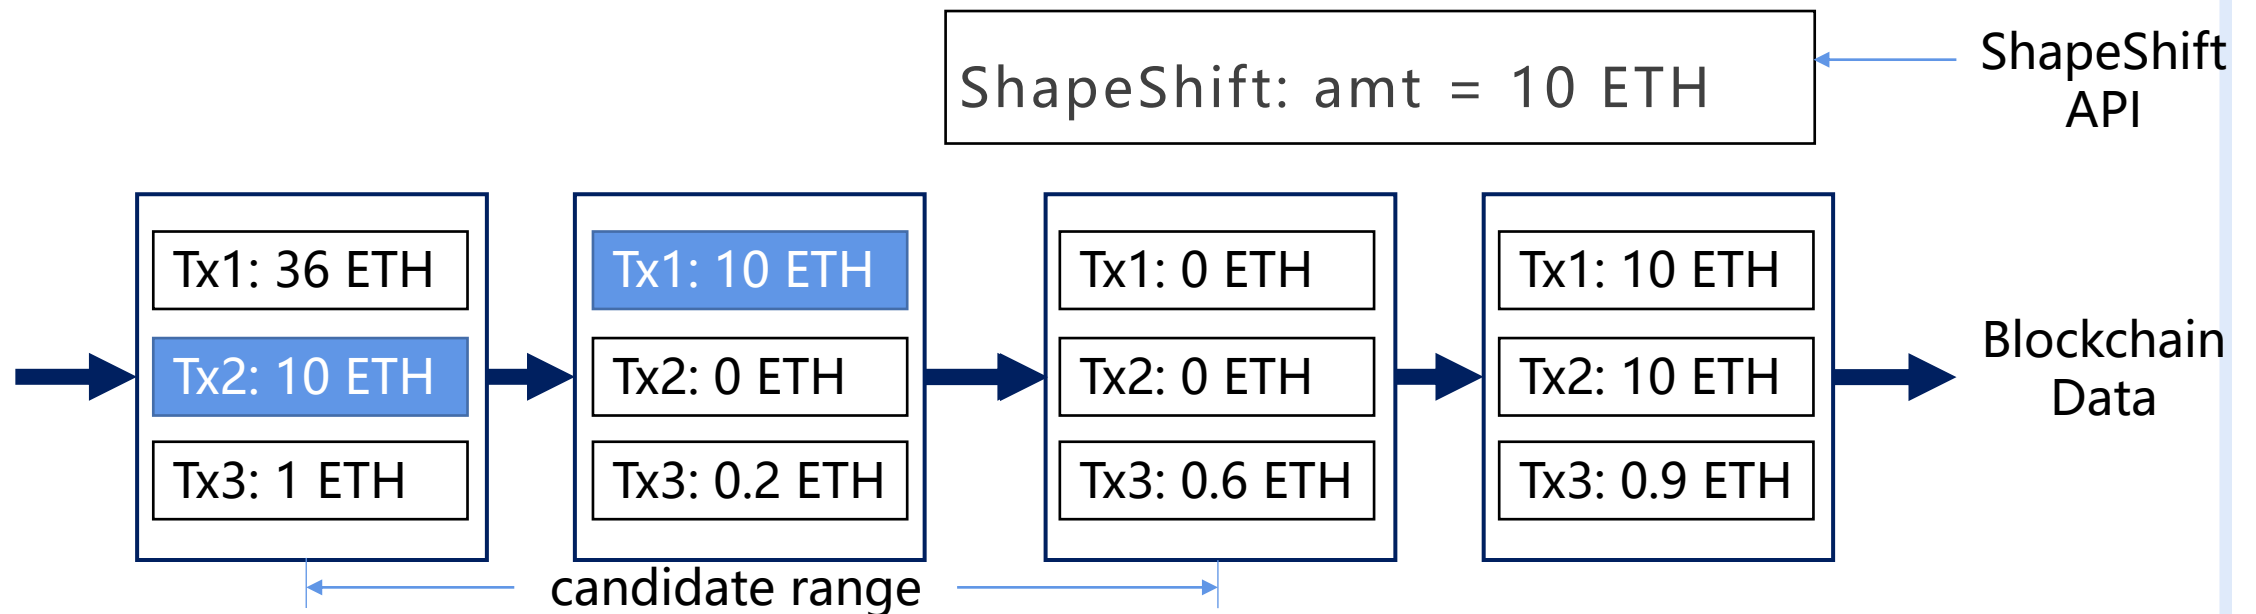 ShapeShift: amt = 10 ETH
ShapeShift
API
Tx1: 36 ETH
Tx2: 10 ETH
Tx3: 1 ETH
Tx1: 10 ETH
Tx2: 0 ETH
Tx3: 0.2 ETH
Tx1: 0 ETH
Tx2: 0 ETH
Tx3: 0.6 ETH
Tx1: 10 ETH
Tx2: 10 ETH
Tx3: 0.9 ETH
Blockchain
Data
candidate range